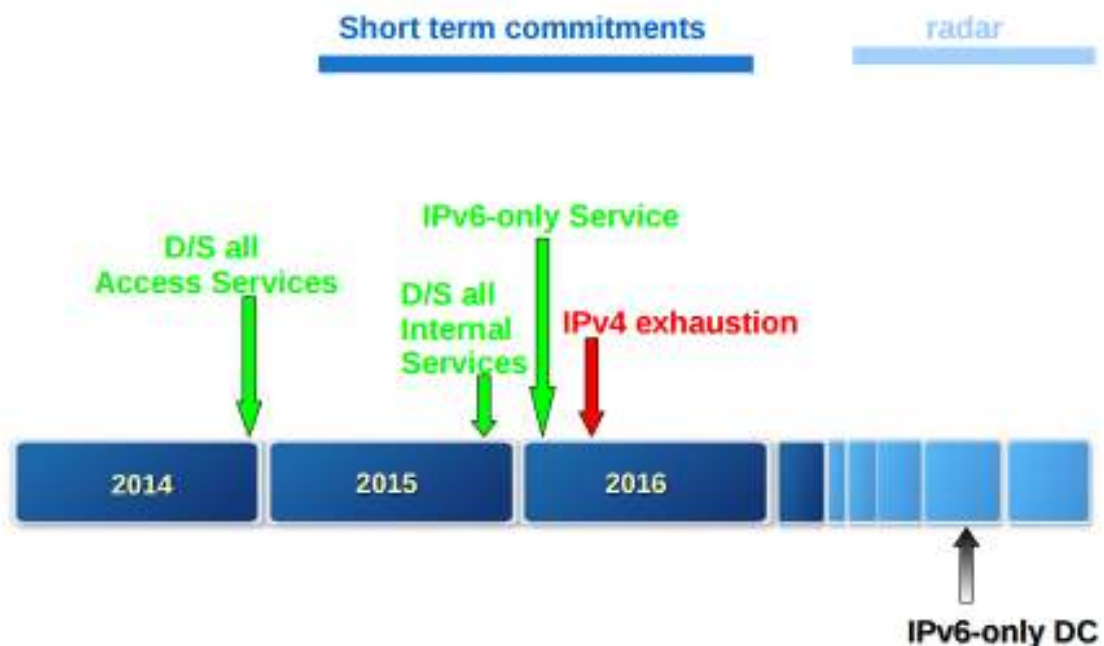 Short term commitments
radar
IPv6-only Service
D/S all
Access Services
D/S all
Internal
Services
IPv4 exhaustion
2014
2015
2016
IPv6-only DC